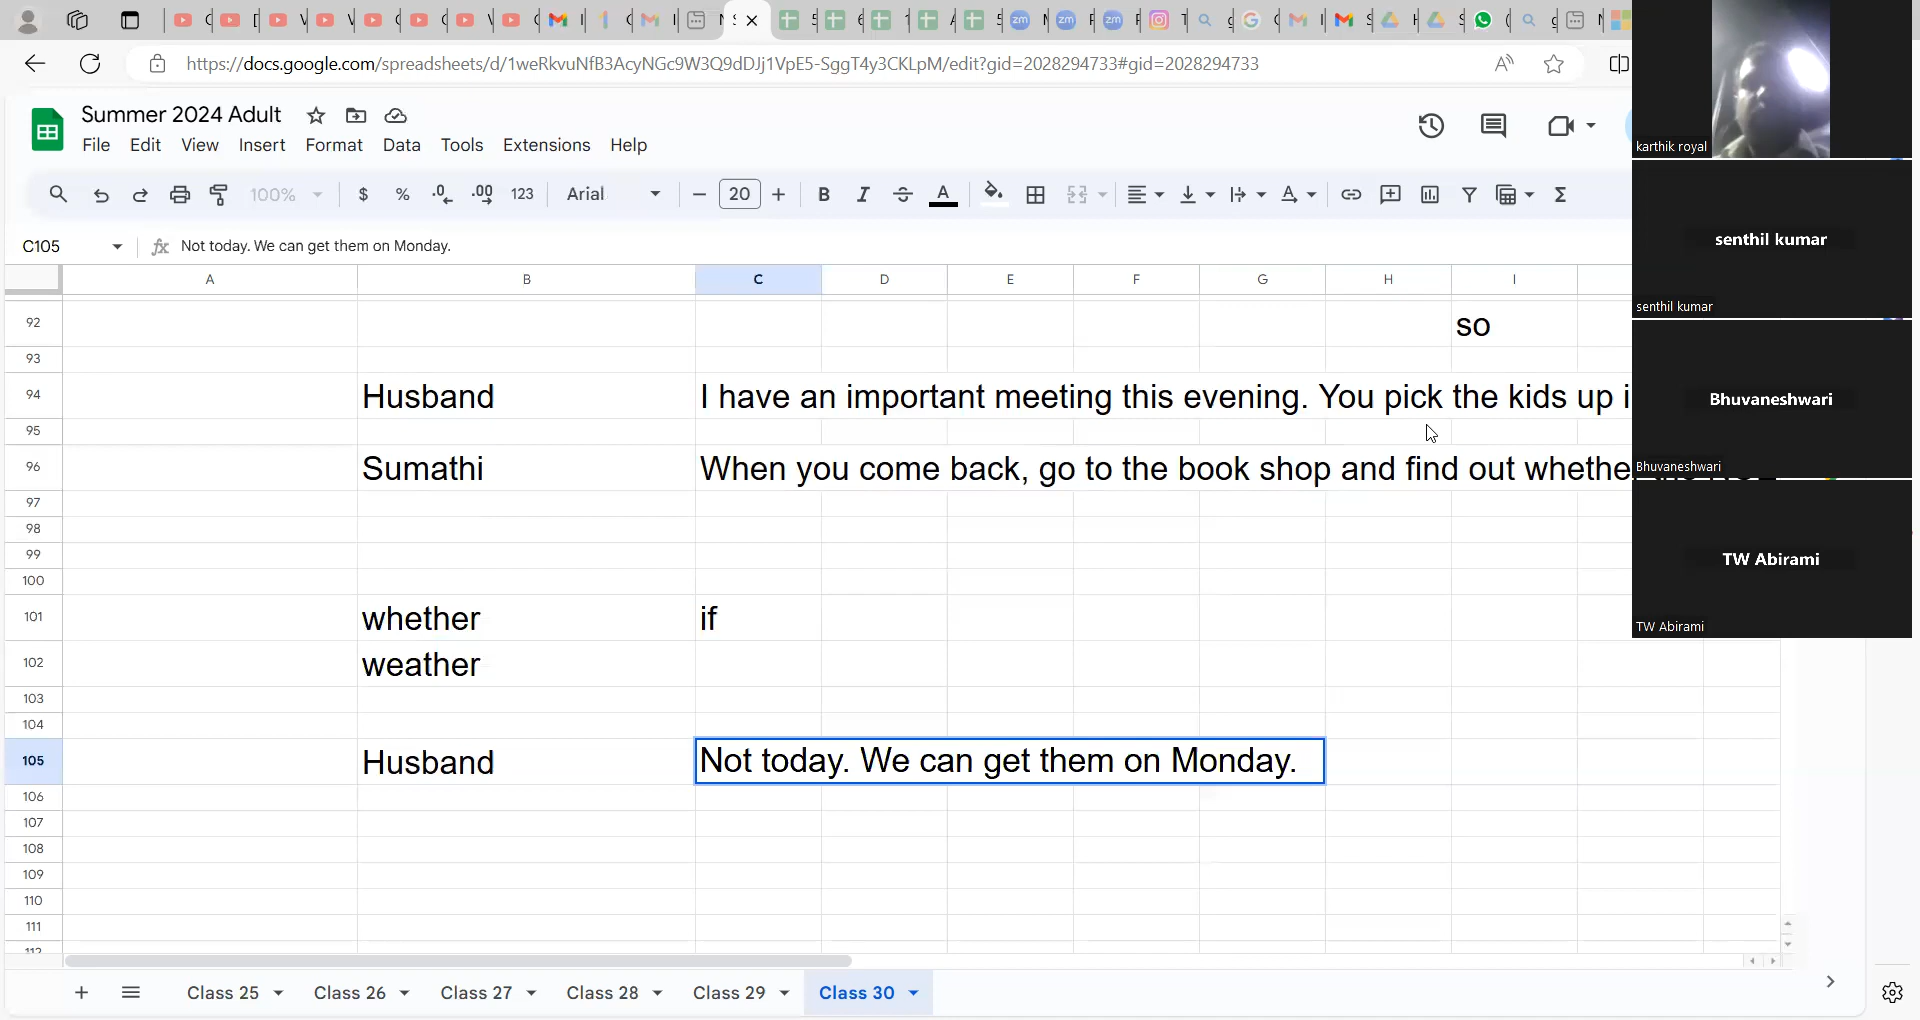 https://docs.google.com/spreadsheets/d/1weRkvuNfB3AcyNGc9W3Q9dDJj1VpE5-SggT4y3CKLpM/edit?gid=2028294733#gid=2028294733
Summer 2024 Adult
File Edit View Insert Format Data Tools Extensions Help
100% $ % .0 .00 123 Arial 20 B I A Σ
C105 fx Not today. We can get them on Monday.
A B C D E F G H I
92 so
93
94 Husband I have an important meeting this evening. You pick the kids up
95
96 Sumathi When you come back, go to the book shop and find out
97
98
99
100
101 whether if
102 weather
103
104
105 Husband Not today. We can get them on Monday.
106
107
108
109
110
111
112
+ Class 25 Class 26 Class 27 Class 28 Class 29 Class 30
karthik royal
senthil kumar
senthil kumar
Bhuvaneshwari
Bhuvaneshwari
TW Abirami
TW Abirami